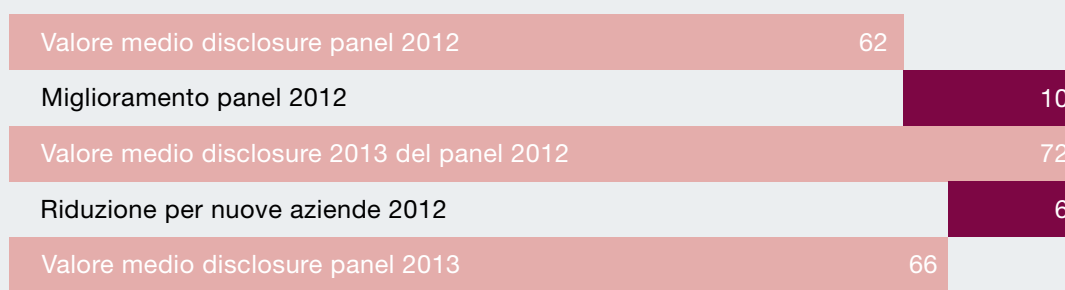 Valore medio disclosure panel 2012 62
Miglioramento panel 2012 10
Valore medio disclosure 2013 del panel 2012 72
Riduzione per nuove aziende 2012 6
Valore medio disclosure panel 2013 66